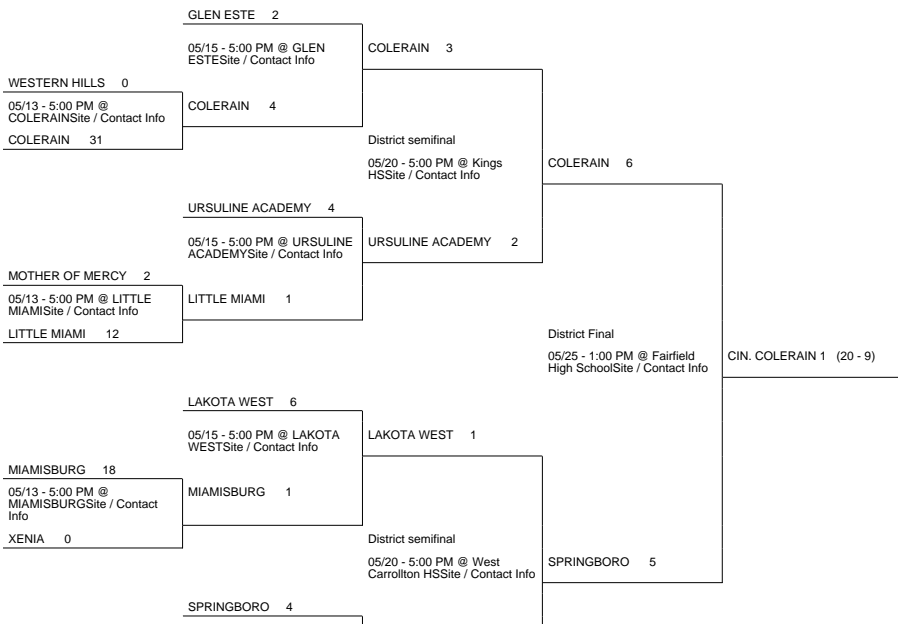 GLEN ESTE 2
05/15 - 5:00 PM @ GLEN
ESTESite / Contact Info
COLERAIN 3
WESTERN HILLS 0
05/13 - 5:00 PM @
COLERAINSite / Contact Info
COLERAIN 4
COLERAIN 31
District semifinal
05/20 - 5:00 PM @ Kings
HSSite / Contact Info
COLERAIN 6
URSULINE ACADEMY 4
05/15 - 5:00 PM @ URSULINE
ACADEMYSite / Contact Info
URSULINE ACADEMY 2
MOTHER OF MERCY 2
05/13 - 5:00 PM @ LITTLE
MIAMISite / Contact Info
LITTLE MIAMI 1
LITTLE MIAMI 12
District Final
05/25 - 1:00 PM @ Fairfield
High SchoolSite / Contact Info
CIN. COLERAIN 1 (20 - 9)
LAKOTA WEST 6
05/15 - 5:00 PM @ LAKOTA
WESTSite / Contact Info
LAKOTA WEST 1
MIAMISBURG 18
05/13 - 5:00 PM @
MIAMISBURGSite / Contact
Info
MIAMISBURG 1
XENIA 0
District semifinal
05/20 - 5:00 PM @ West
Carrollton HSSite / Contact Info
SPRINGBORO 5
SPRINGBORO 4